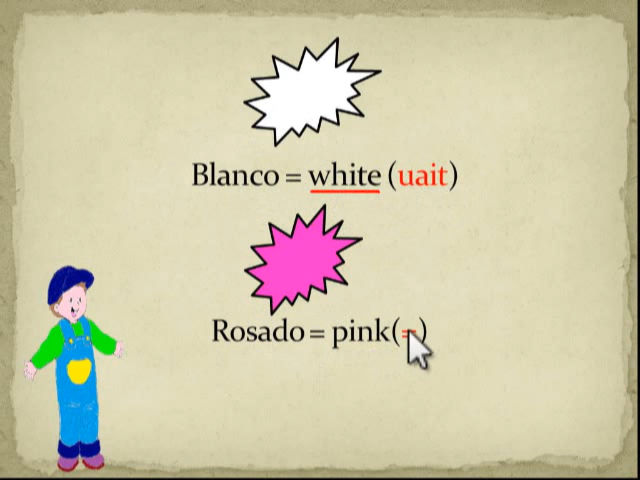 Blanco = white (uait)
Rosado = pink(=)